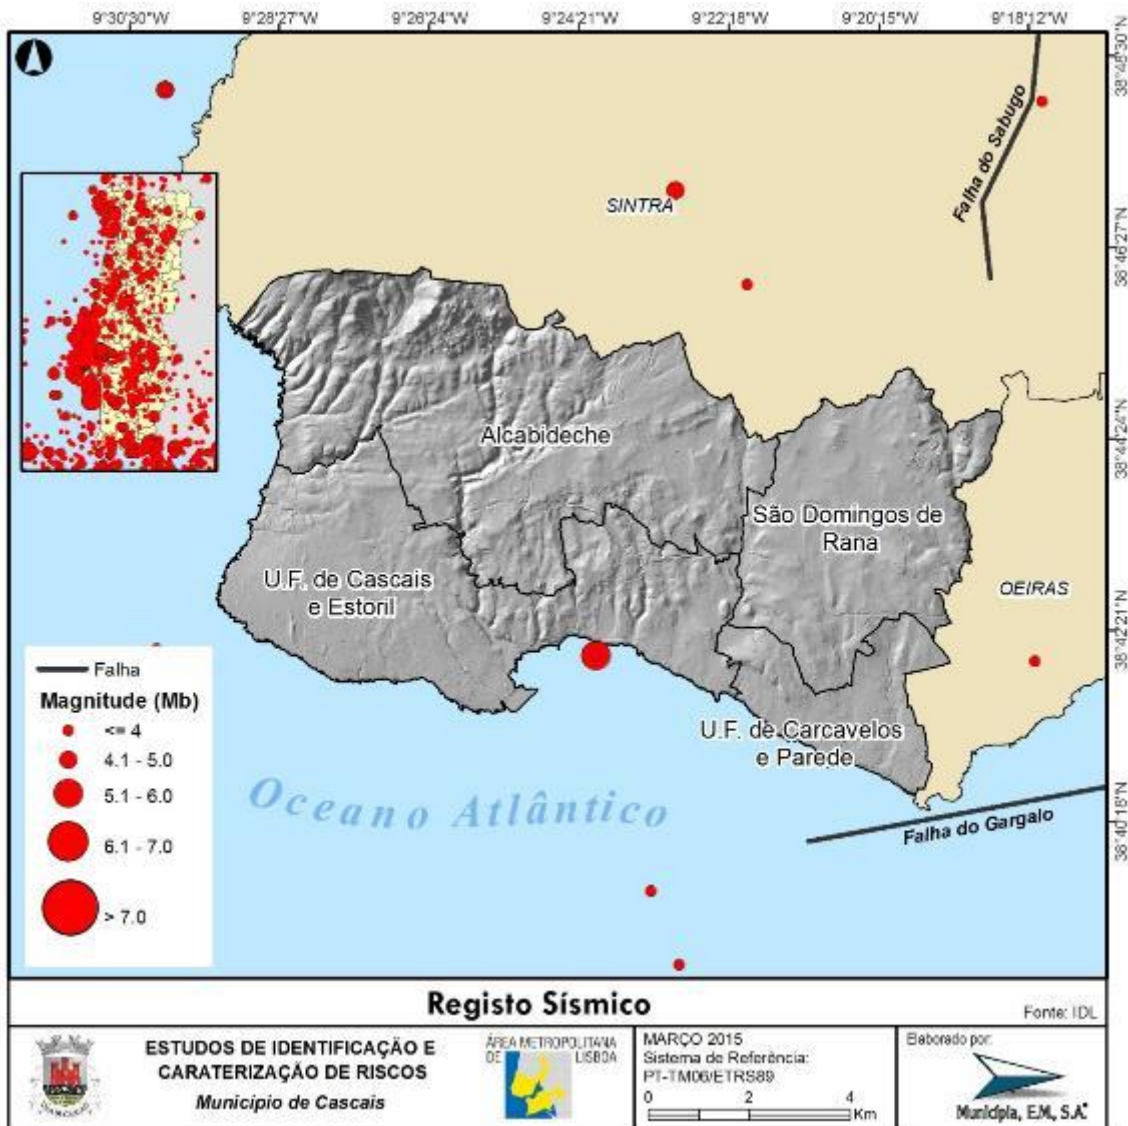 9°30'30"W 9°28'27"W 9°26'24"W 9°24'21"W 9°22'18"W 9°20'15"W 9°18'12"W
38°48'30"N
Falha do Sabugo
SINTRA
38°46'27"N
Alcabideche
38°44'24"N
São Domingos de
Rana
U.F. de Cascais
e Estoril
OEIRAS
38°42'21"N
Falha
Magnitude (Mb)
<= 4
4.1 - 5.0
5.1 - 6.0
6.1 - 7.0
> 7.0
U.F. de Carcavelos
e Parede
Oceano Atlântico
38°40'18"N
Falha do Gargalo
Registo Sísmico
Fonte: IDL
ESTUDOS DE IDENTIFICAÇÃO E
CARATERIZAÇÃO DE RISCOS
Município de Cascais
ÁREA METROPOLITANA
DE LISBOA
MARÇO 2015
Sistema de Referência:
PT-TM06/ETRS89
0 2 4
Km
Elaborado por:
Municípia, E.M., S.A.